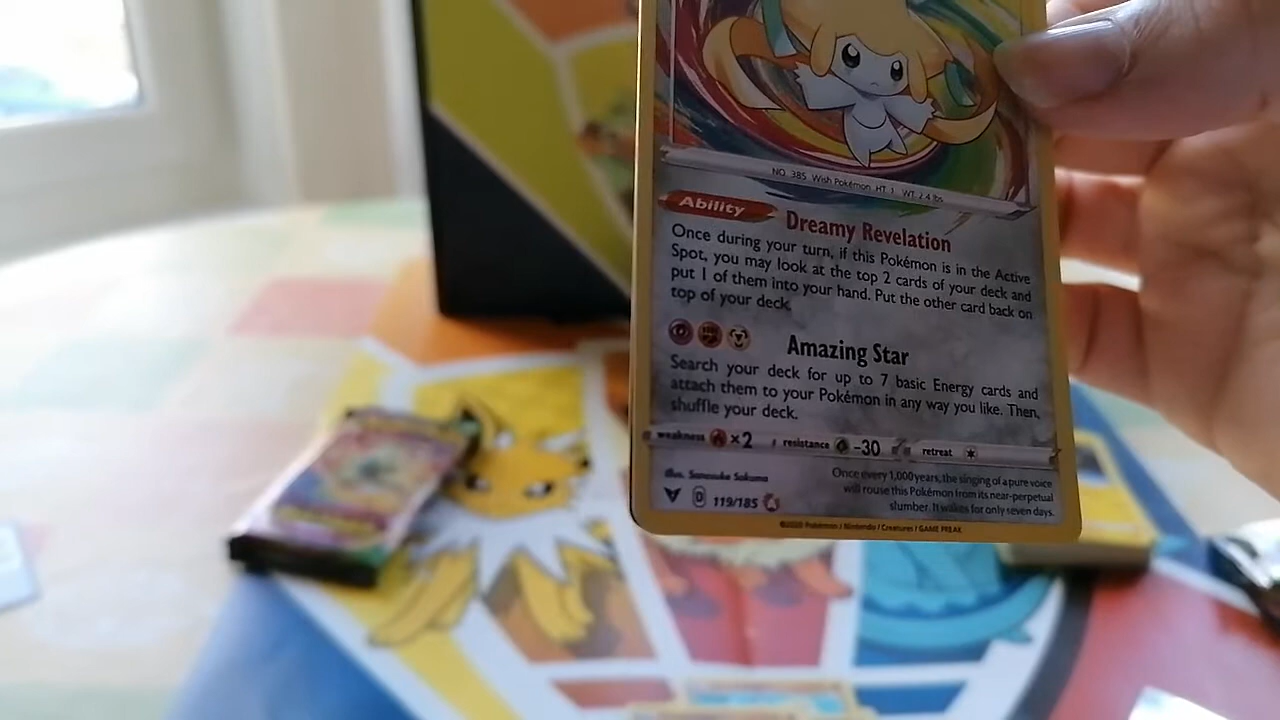 NO. 385 Wish Pokémon HT 1 WT 2.4 lbs
Ability Dreamy Revelation
Once during your turn, if this Pokémon is in the Active
Spot, you may look at the top 2 cards of your deck and
put 1 of them into your hand. Put the other card back on
top of your deck.
Amazing Star
Search your deck for up to 7 basic Energy cards and
attach them to your Pokémon in any way you like. Then,
shuffle your deck.
weakness ×2 resistance -30 retreat
Illus. Sanosuke Sakuma
Once every 1,000 years, the singing of a pure voice
will rouse this Pokémon from its near-perpetual
slumber. It wakes for only seven days.
D 119/185 A
©2020 Pokémon / Nintendo / Creatures / GAME FREAK